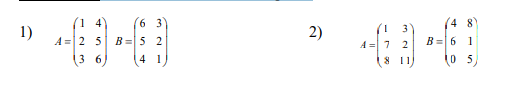 1) A = (1 4 B = (6 3)
2 5 5 2
3 6) 4 1)
2) A = (1 3) B = (4 8)
7 2 6 1
8 11) (0 5)